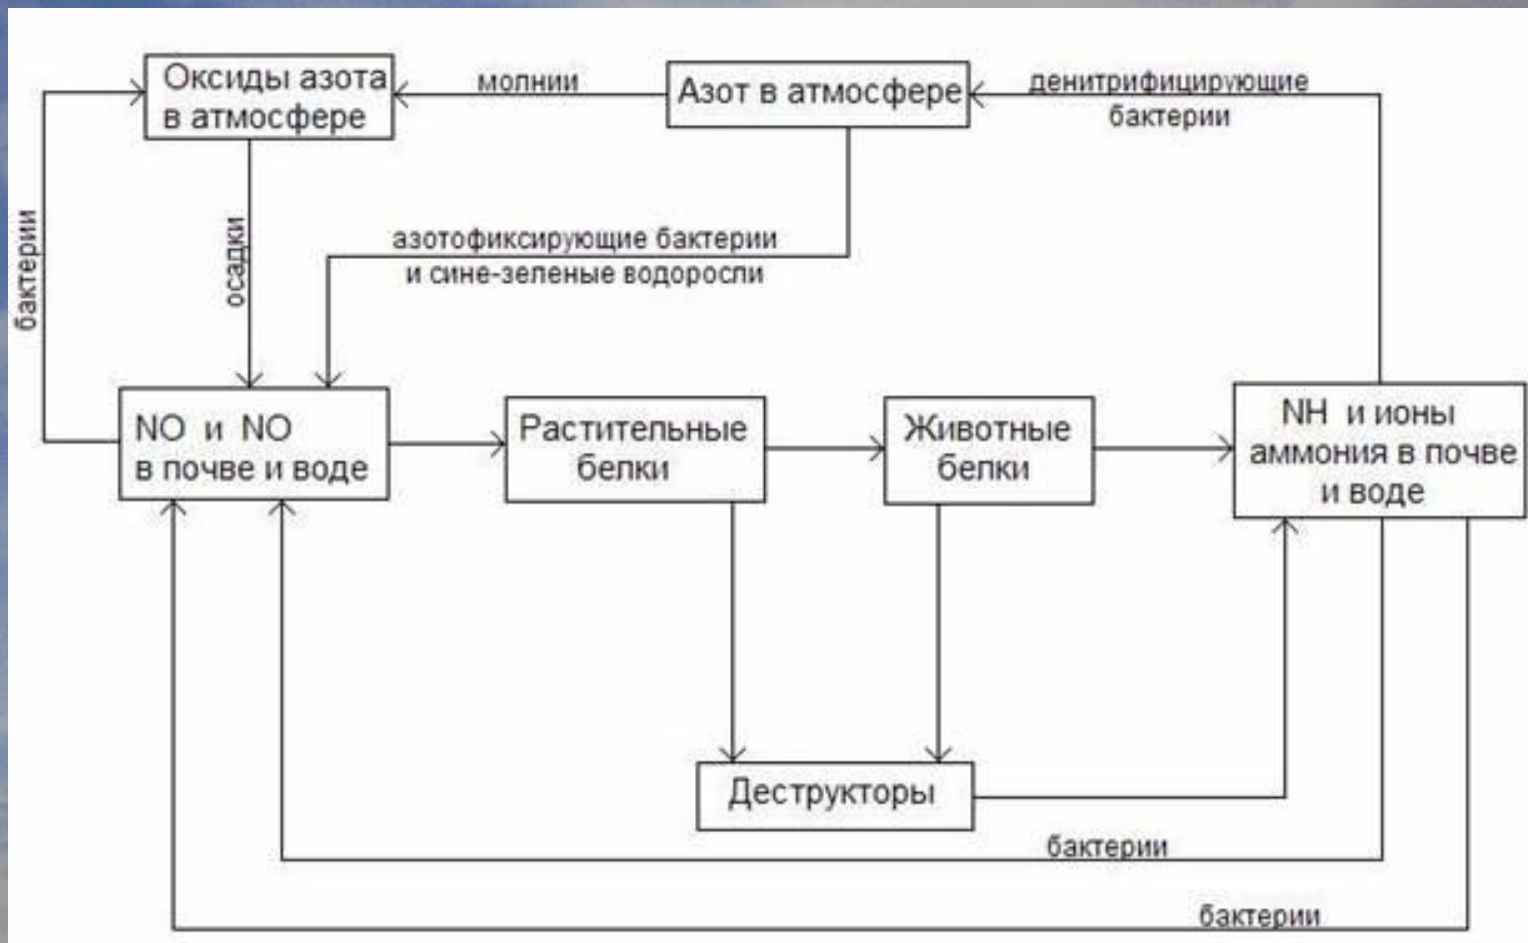 Оксиды азота
в атмосфере
молнии
Азот в атмосфере
денитрифицирующие
бактерии
бактерии
осадки
азотофиксирующие бактерии
и сине-зеленые водоросли
NO и NO
в почве и воде
Растительные
белки
Животные
белки
NH и ионы
аммония в почве
и воде
Деструкторы
бактерии
бактерии